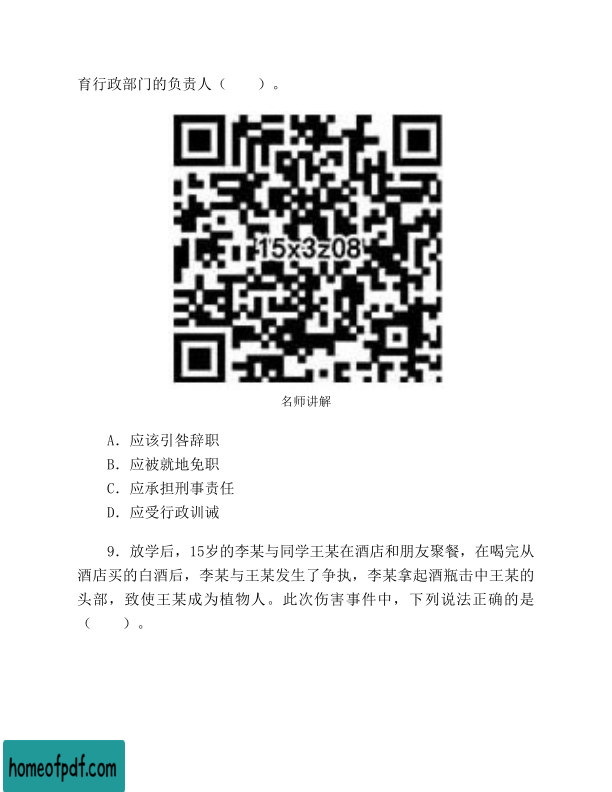 育行政部门的负责人（　　）。
15x3z08
名师讲解
A．应该引咎辞职
B．应被就地免职
C．应承担刑事责任
D．应受行政训诫
9．放学后，15岁的李某与同学王某在酒店和朋友聚餐，在喝完从
酒店买的白酒后，李某与王某发生了争执，李某拿起酒瓶击中王某的
头部，致使王某成为植物人。此次伤害事件中，下列说法正确的是
（　　）。
homeofpdf.com